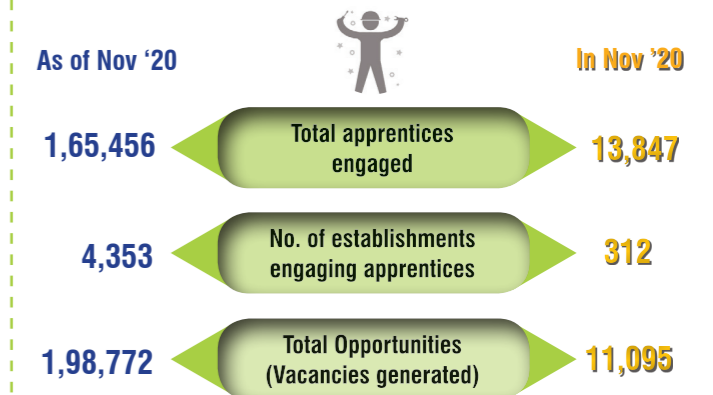 As of Nov ‘20
In Nov ’20
1,65,456
Total apprentices
engaged
13,847
4,353
No. of establishments
engaging apprentices
312
1,98,772
Total Opportunities
(Vacancies generated)
11,095